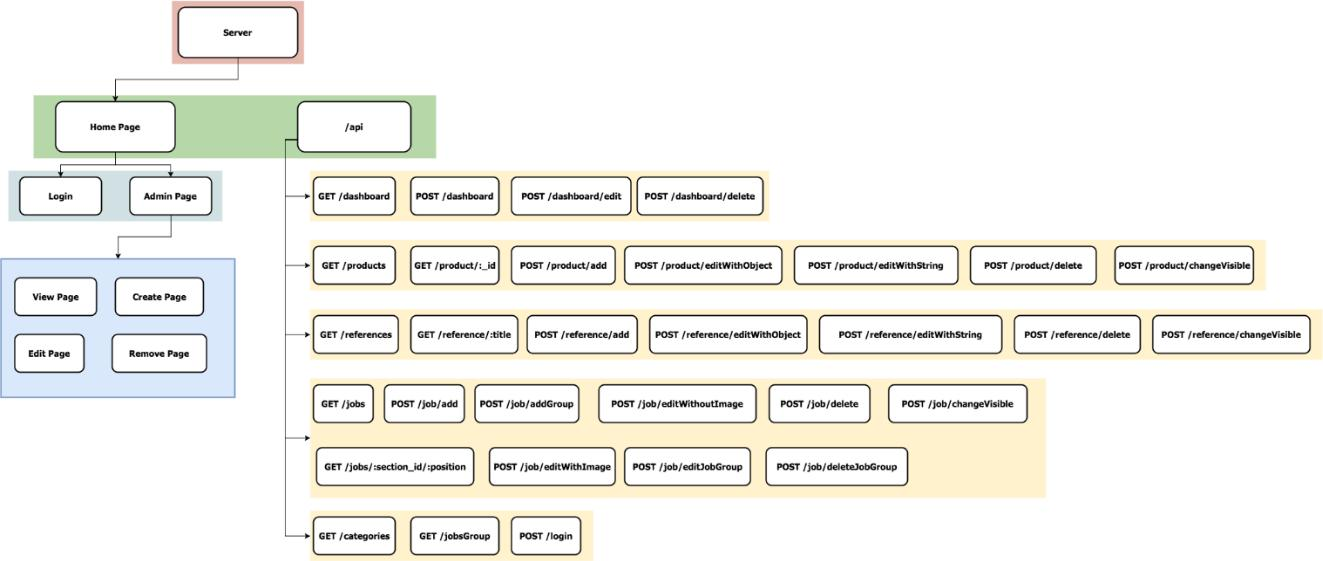 Server
Home Page
/api
Login
Admin Page
View Page
Create Page
Edit Page
Remove Page
GET /dashboard
POST /dashboard
POST /dashboard/edit
POST /dashboard/delete
GET /products
GET /product/:_id
POST /product/add
POST /product/editWithObject
POST /product/editWithString
POST /product/delete
POST /product/changeVisible
GET /references
GET /reference/:title
POST /reference/add
POST /reference/editWithObject
POST /reference/editWithString
POST /reference/delete
POST /reference/changeVisible
GET /jobs
POST /job/add
POST /job/addGroup
POST /job/editWithoutImage
POST /job/delete
POST /job/changeVisible
GET /jobs/:section_id/:position
POST /job/editWithImage
POST /job/editJobGroup
POST /job/deleteJobGroup
GET /categories
GET /jobsGroup
POST /login